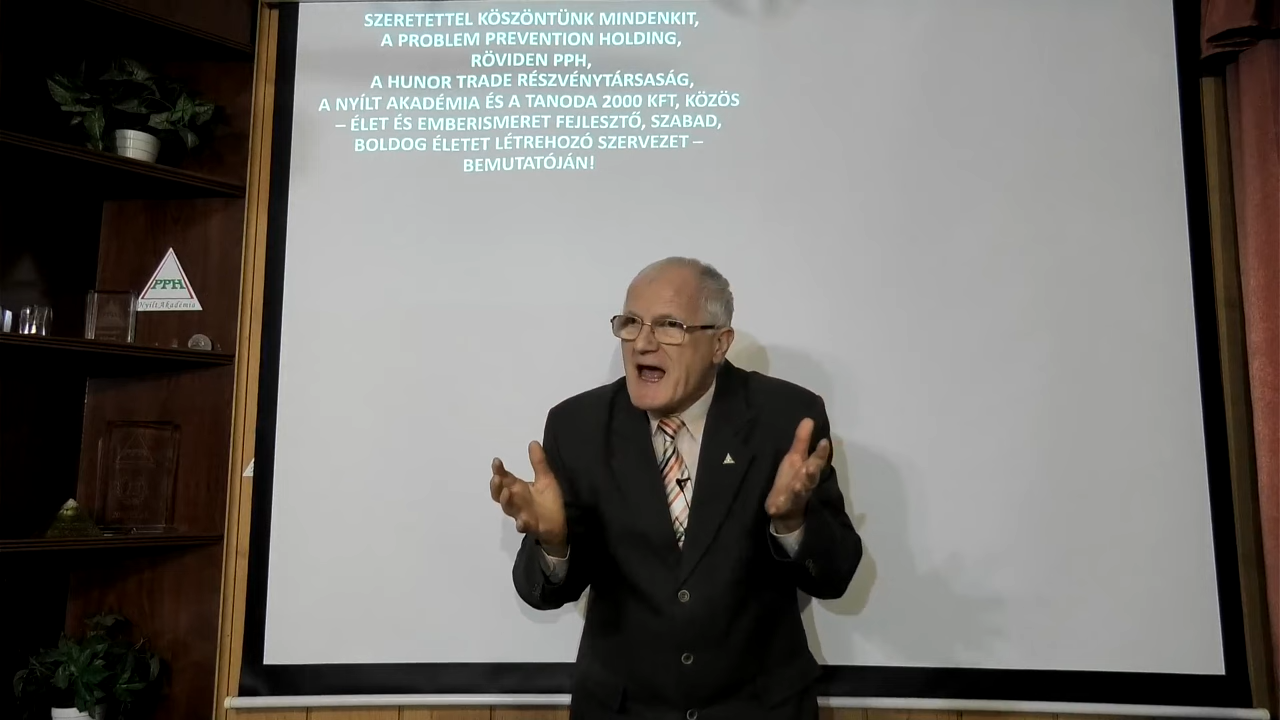 SZERETETTEL KÖSZÖNTÜNK MINDENKIT,
A PROBLEM PREVENTION HOLDING,
RÖVIDEN PPH,
A HUNOR TRADE RÉSZVÉNYTÁRSASÁG,
A NYÍLT AKADÉMIA ÉS A TANODA 2000 KFT, KÖZÖS
– ÉLET ÉS EMBERISMERET FEJLESZTŐ, SZABAD,
BOLDOG ÉLETET LÉTREHOZÓ SZERVEZET –
BEMUTATÓJÁN!
PPH
Nyílt Akadémia